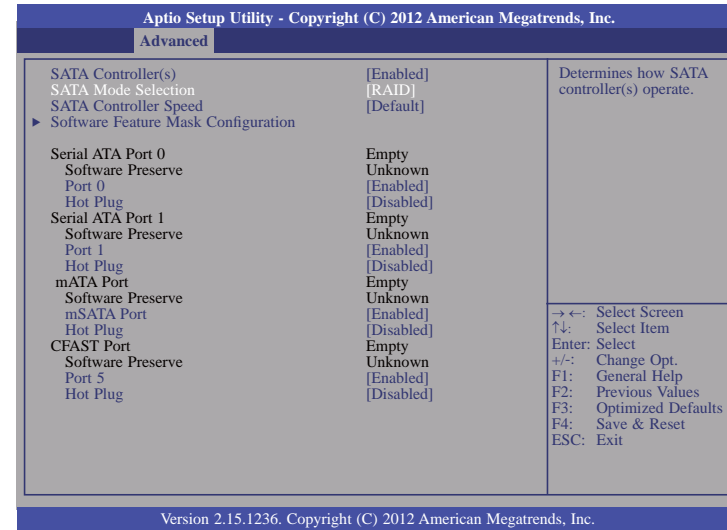 Aptio Setup Utility - Copyright (C) 2012 American Megatrends, Inc.
Advanced
SATA Controller(s) [Enabled]
SATA Mode Selection [RAID]
SATA Controller Speed [Default]
► Software Feature Mask Configuration
Serial ATA Port 0 Empty
Software Preserve Unknown
Port 0 [Enabled]
Hot Plug [Disabled]
Serial ATA Port 1 Empty
Software Preserve Unknown
Port 1 [Enabled]
Hot Plug [Disabled]
mATA Port Empty
Software Preserve Unknown
mSATA Port [Enabled]
Hot Plug [Disabled]
CFAST Port Empty
Software Preserve Unknown
Port 5 [Enabled]
Hot Plug [Disabled]
Determines how SATA
controller(s) operate.
→←: Select Screen
↑↓: Select Item
Enter: Select
+/-: Change Opt.
F1: General Help
F2: Previous Values
F3: Optimized Defaults
F4: Save & Reset
ESC: Exit
Version 2.15.1236. Copyright (C) 2012 American Megatrends, Inc.